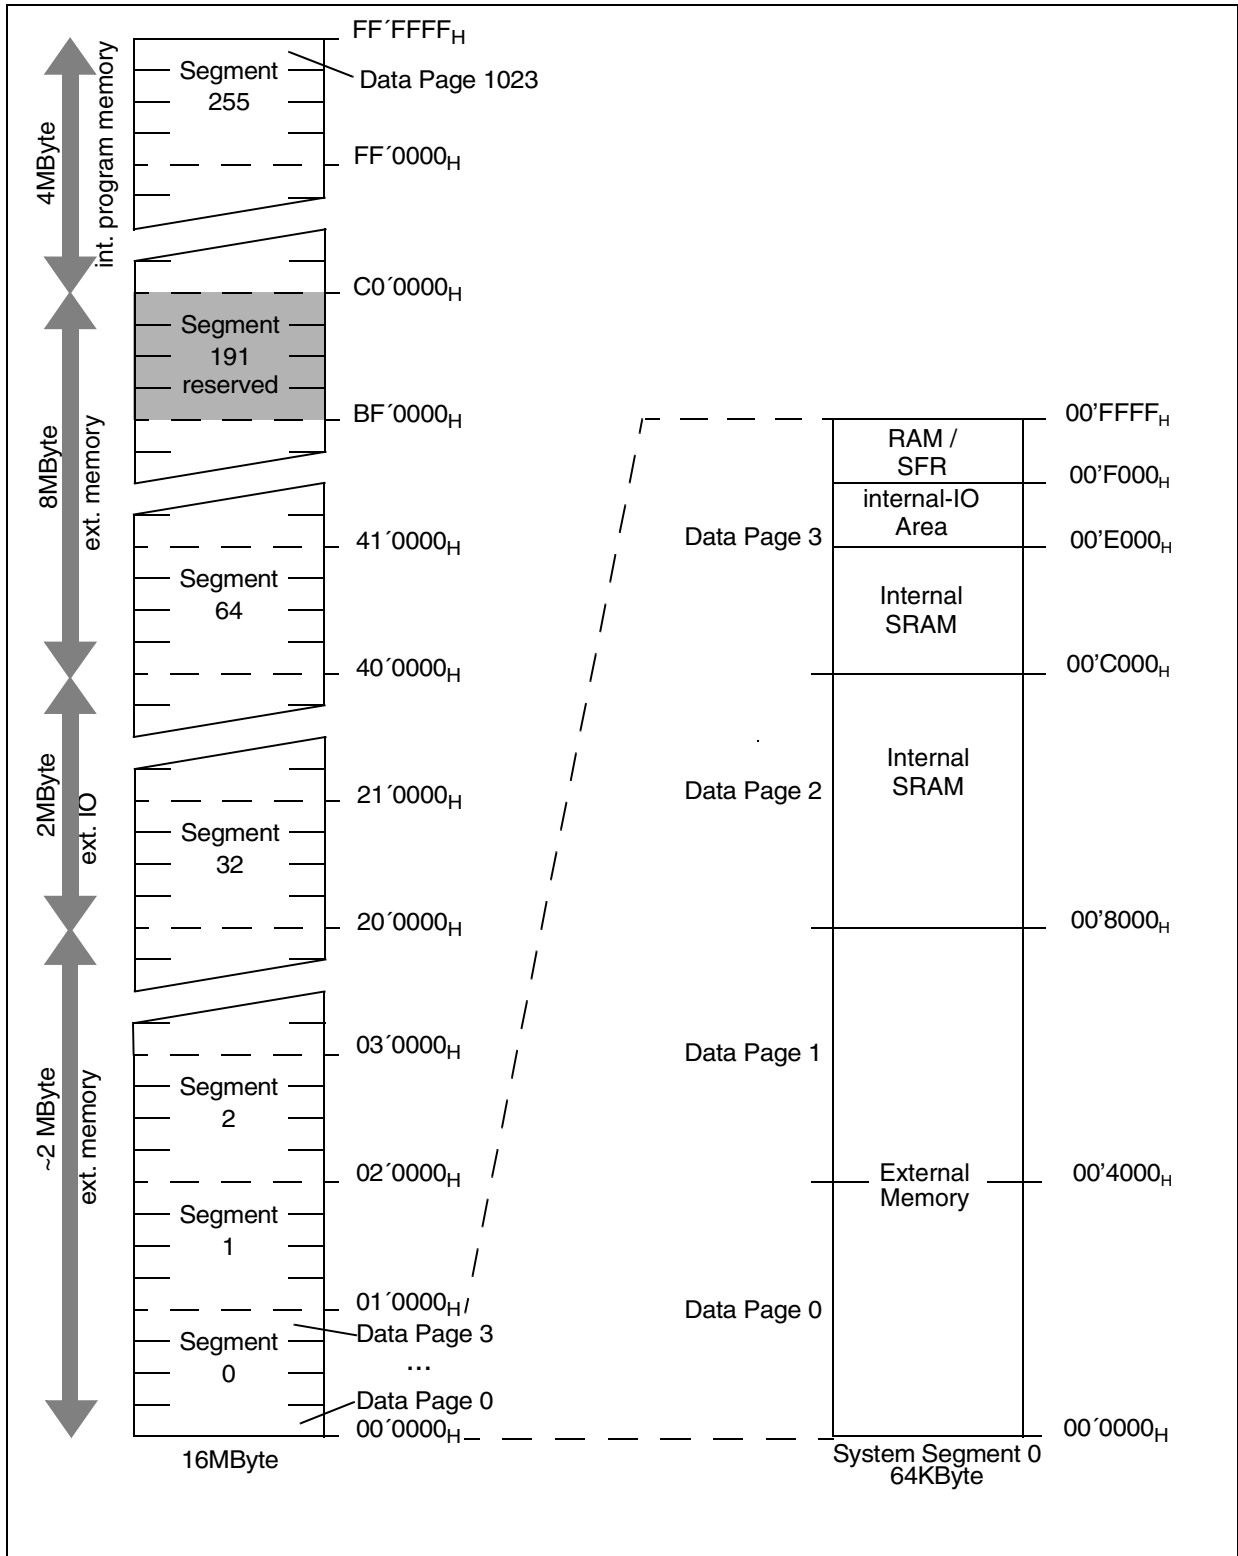 FF´FFFFH
Segment
255
Data Page 1023
FF´0000H
4MByte
int. program memory
C0´0000H
Segment
191
reserved
BF´0000H
8MByte
ext. memory
41´0000H
Segment
64
40´0000H
2MByte
ext. IO
21´0000H
Segment
32
20´0000H
~2 MByte
ext. memory
03´0000H
Segment
2
02´0000H
Segment
1
01´0000H
Data Page 3
Segment
0
...
Data Page 0
00´0000H
16MByte
00'FFFFH
RAM /
SFR
00'F000H
internal-IO
Area
Data Page 3
00'E000H
Internal
SRAM
00'C000H
Internal
SRAM
Data Page 2
00'8000H
Data Page 1
External
Memory
00'4000H
Data Page 0
00´0000H
System Segment 0
64KByte